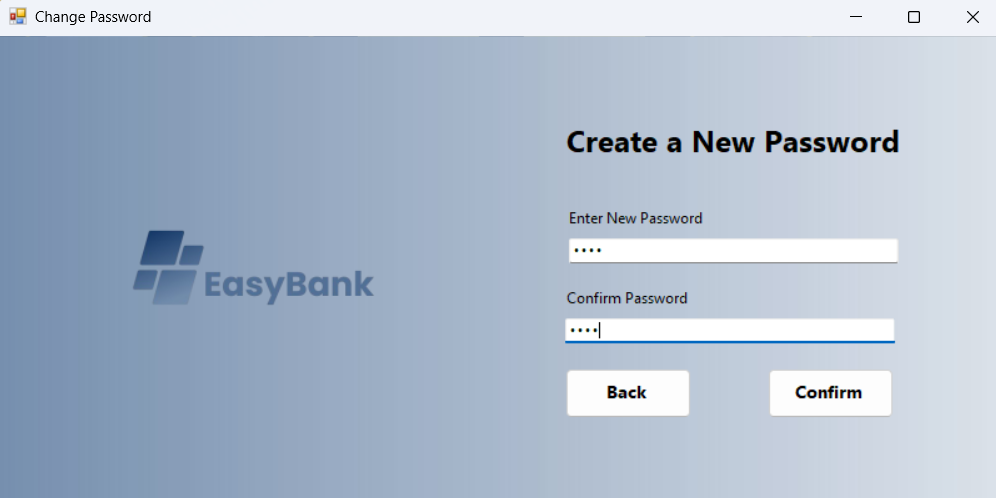 Change Password
Create a New Password
Enter New Password
••••
EasyBank
Confirm Password
••••
Back
Confirm